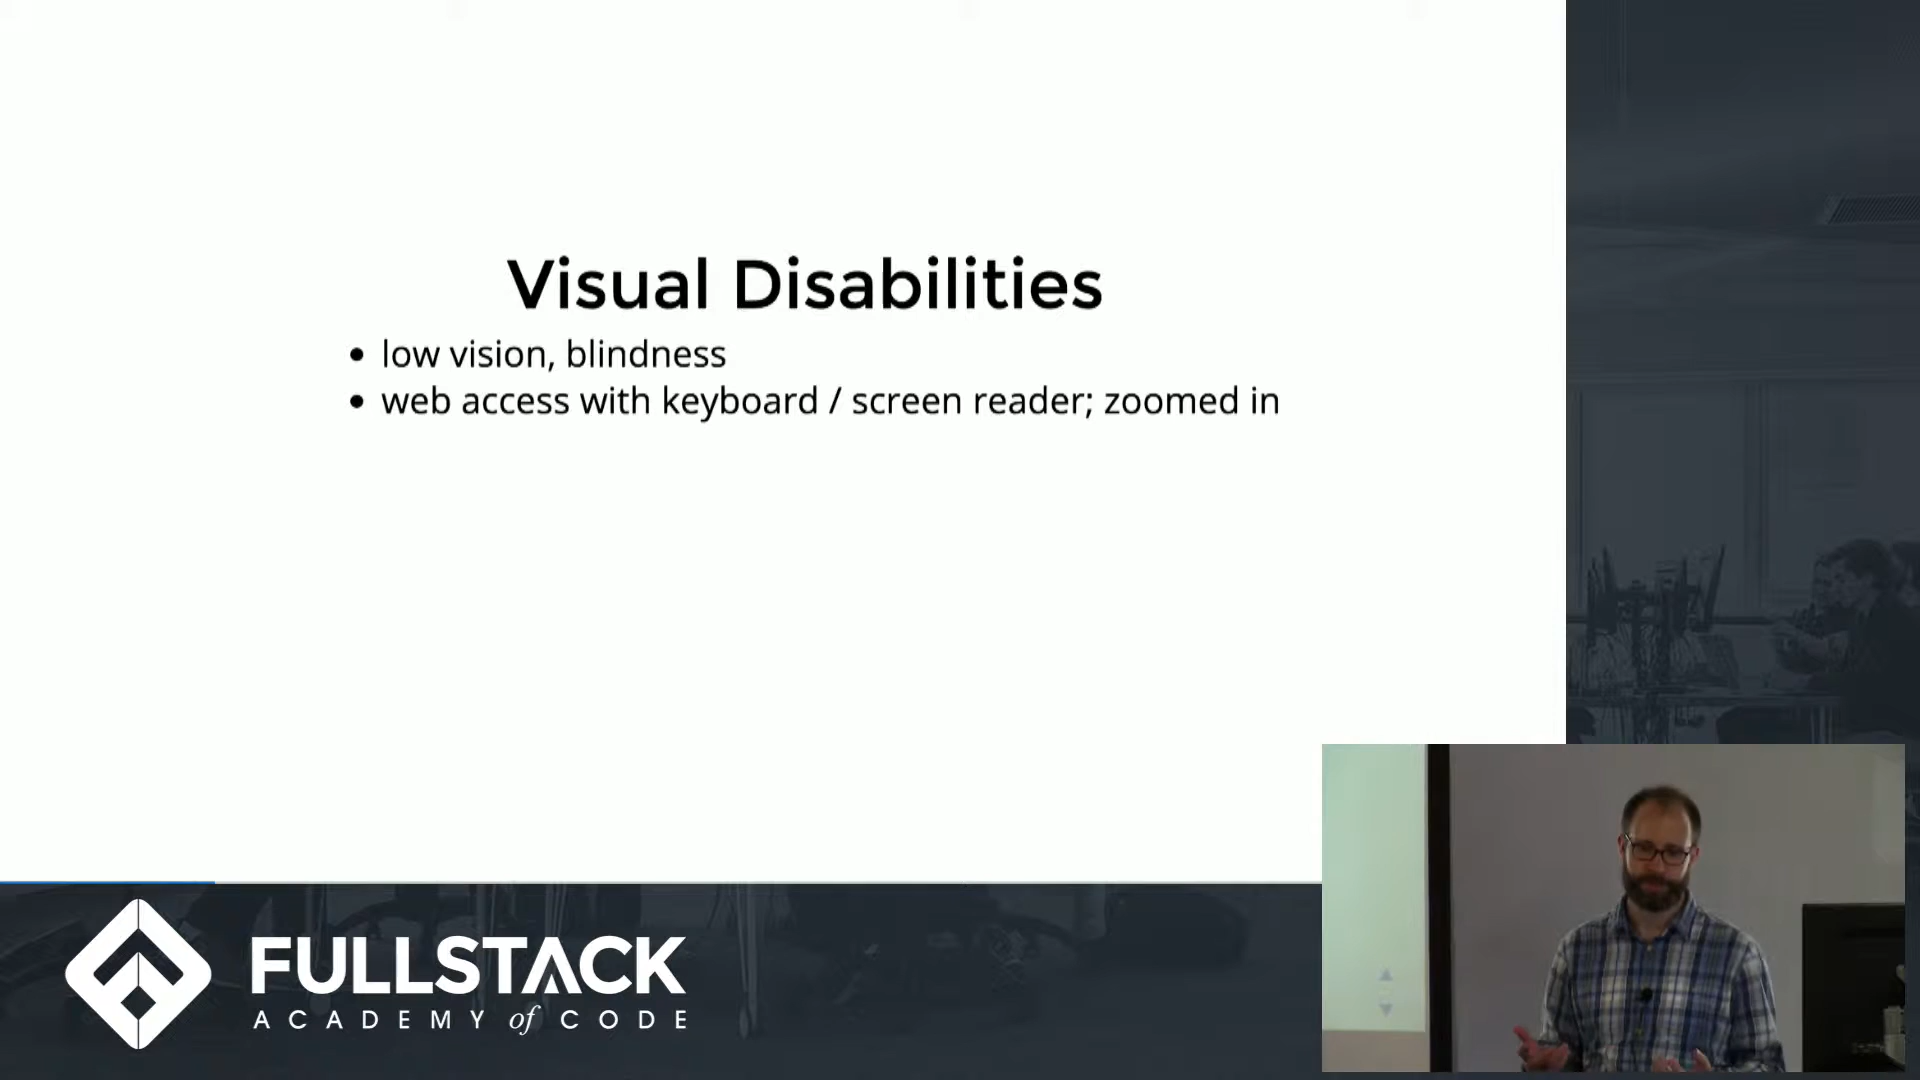 Visual Disabilities
low vision, blindness
web access with keyboard / screen reader; zoomed in
FULLSTACK
ACADEMY of CODE